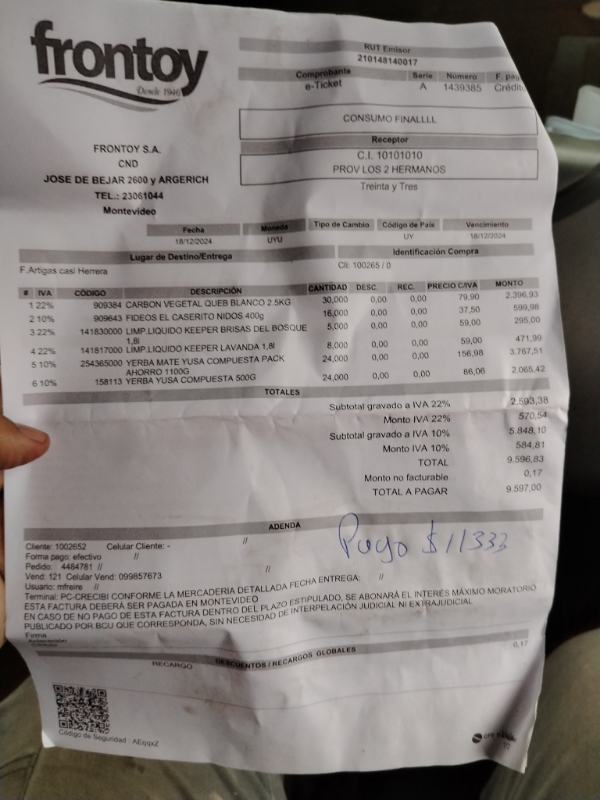 frontoy
Desde 1946
RUT Emisor
210148140017
Comprobante Serie Número F. pag
e-Ticket A 1439385 Crédito
CONSUMO FINALLLL
Receptor
C.I. 10101010
PROV LOS 2 HERMANOS
Treinta y Tres
FRONTOY S.A.
CND
JOSE DE BEJAR 2600 y ARGERICH
TEL.: 23061044
Montevideo
Fecha Moneda Tipo de Cambio Código de País Vencimiento
18/12/2024 UYU UY 18/12/2024
Lugar de Destino/Entrega Identificación Compra
F.Artigas casi Herrera Cli: 100265 / 0
# IVA CÓDIGO DESCRIPCIÓN CANTIDAD DESC. REC. PRECIO C/IVA MONTO
1 22% 909384 CARBON VEGETAL QUEB BLANCO 2.5KG 30,000 0,00 0,00 79,90 2.396,93
2 10% 909643 FIDEOS EL CASERITO NIDOS 400g 16,000 0,00 0,00 37,50 599,98
3 22% 141830000 LIMP.LIQUIDO KEEPER BRISAS DEL BOSQUE 5,000 0,00 0,00 59,00 295,00
1,8l
4 22% 141817000 LIMP.LIQUIDO KEEPER LAVANDA 1,8l 8,000 0,00 0,00 59,00 471,99
5 10% 254365000 YERBA MATE YUSA COMPUESTA PACK 24,000 0,00 0,00 156,98 3.767,51
AHORRO 1100G
6 10% 158113 YERBA YUSA COMPUESTA 500G 24,000 0,00 0,00 86,06 2.065,42
TOTALES
Subtotal gravado a IVA 22% 2.593,38
Monto IVA 22% 570,54
Subtotal gravado a IVA 10% 5.848,10
Monto IVA 10% 584,81
TOTAL 9.596,83
Monto no facturable 0,17
TOTAL A PAGAR 9.597,00
ADENDA
Pago $11333
Cliente: 1002652 Celular Cliente: - //
Forma pago: efectivo //
Pedido: 4484781 // //
Vend: 121 Celular Vend: 099857673
Usuario: mfreire //
Terminal: PC-CRECIBI CONFORME LA MERCADERIA DETALLADA FECHA ENTREGA: //
ESTA FACTURA DEBERÁ SER PAGADA EN MONTEVIDEO
EN CASO DE NO PAGO DE ESTA FACTURA DENTRO DEL PLAZO ESTIPULADO, SE ABONARÁ EL INTERÉS MÁXIMO MORATORIO
PUBLICADO POR BCU QUE CORRESPONDA, SIN NECESIDAD DE INTERPELACIÓN JUDICIAL NI EXTRAJUDICIAL
Firma
DESCUENTOS / RECARGOS GLOBALES
RECARGO 0,17
Código de Seguridad : AEqqxZ